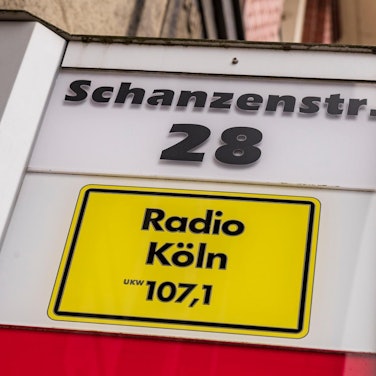 Schanzenstr.
28
Radio
Köln
UKW 107,1